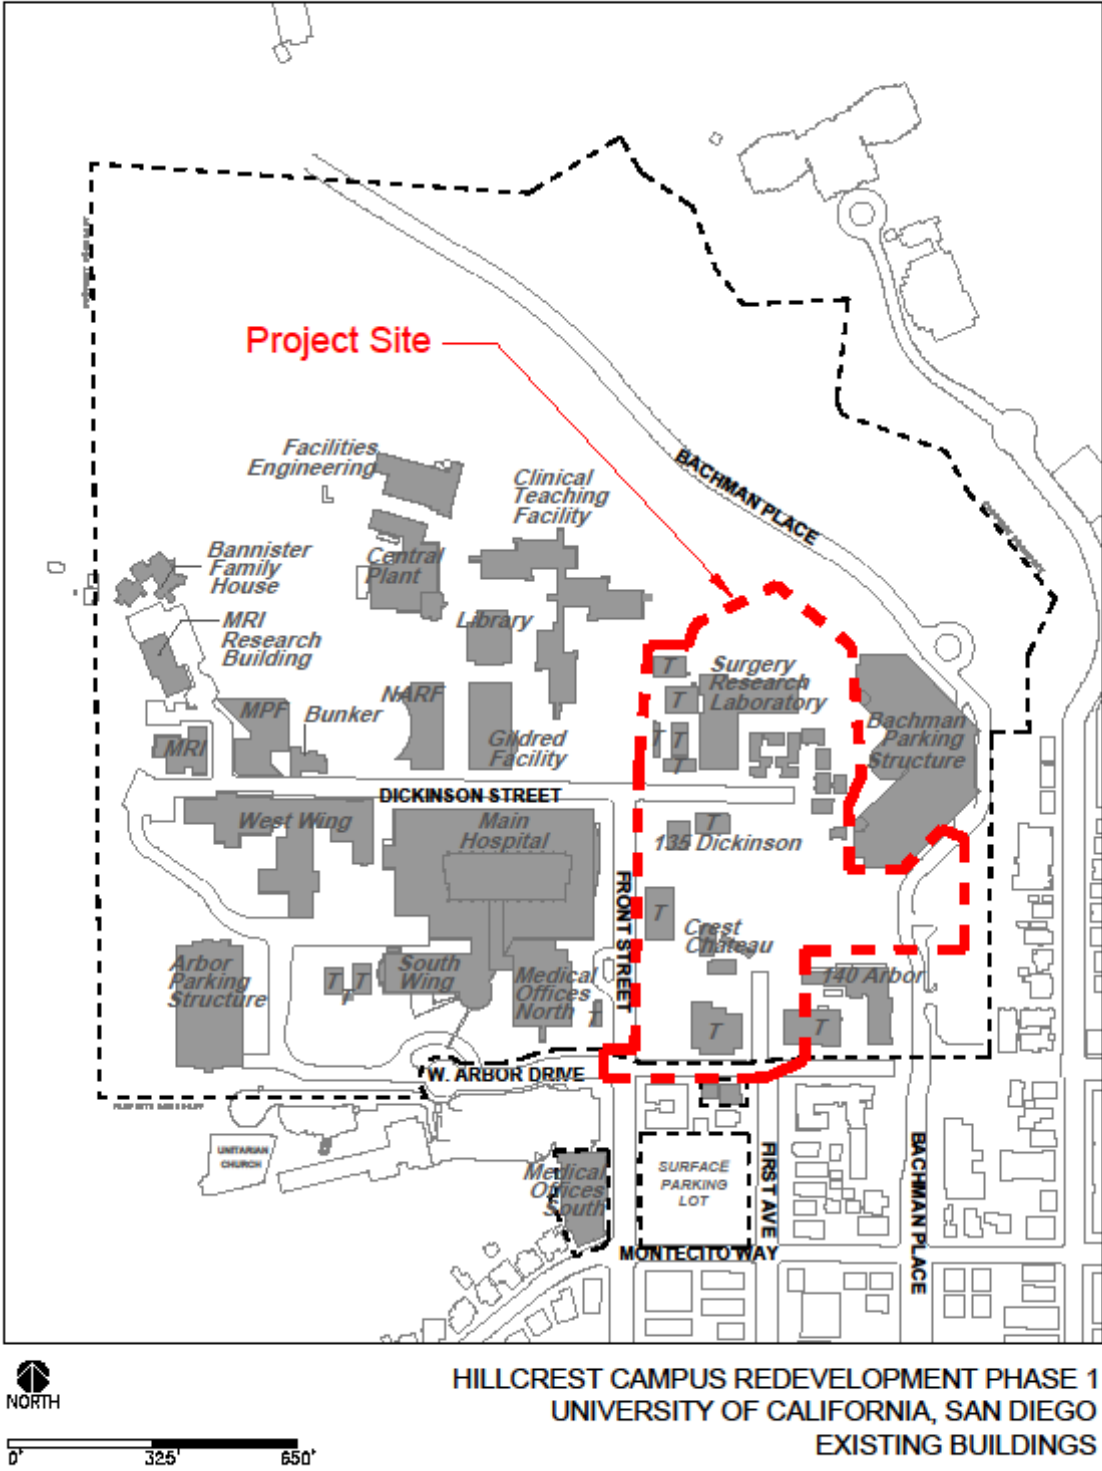 Project Site
BACHMAN PLACE
Facilities
Engineering
Clinical
Teaching
Facility
Central
Plant
Bannister
Family
House
Library
MRI
Research
Building
T
Surgery
Research
Laboratory
T
NARF
MPF
Bunker
Bachman
Parking
Structure
T
T
T
MRI
Gildred
Facility
DICKINSON STREET
West Wing
Main
Hospital
T
135 Dickinson
FRONT STREET
T
Crest
Chateau
Arbor
Parking
Structure
T
T
T
South
Wing
Medical
Offices
North
T
140 Arbor
T
T
W. ARBOR DRIVE
UNITARIAN
CHURCH
Medical
Offices
South
SURFACE
PARKING
LOT
FIRST AVE
BACHMAN PLACE
MONTECITO WAY
NORTH
0'
325'
650'
HILLCREST CAMPUS REDEVELOPMENT PHASE 1
UNIVERSITY OF CALIFORNIA, SAN DIEGO
EXISTING BUILDINGS